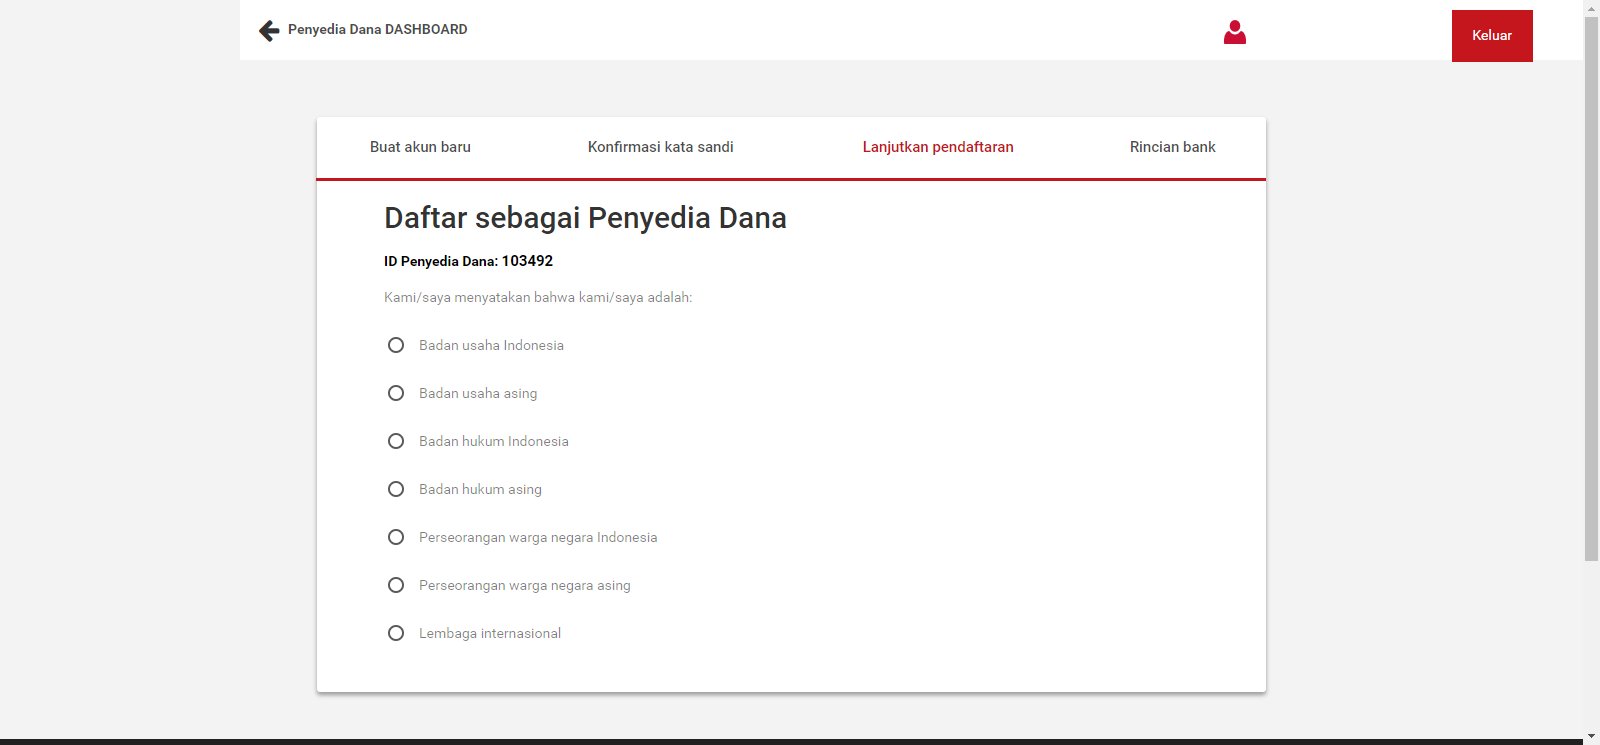 Penyedia Dana DASHBOARD
Keluar
Buat akun baru
Konfirmasi kata sandi
Lanjutkan pendaftaran
Rincian bank
Daftar sebagai Penyedia Dana
ID Penyedia Dana: 103492
Kami/saya menyatakan bahwa kami/saya adalah:
Badan usaha Indonesia
Badan usaha asing
Badan hukum Indonesia
Badan hukum asing
Perseorangan warga negara Indonesia
Perseorangan warga negara asing
Lembaga internasional